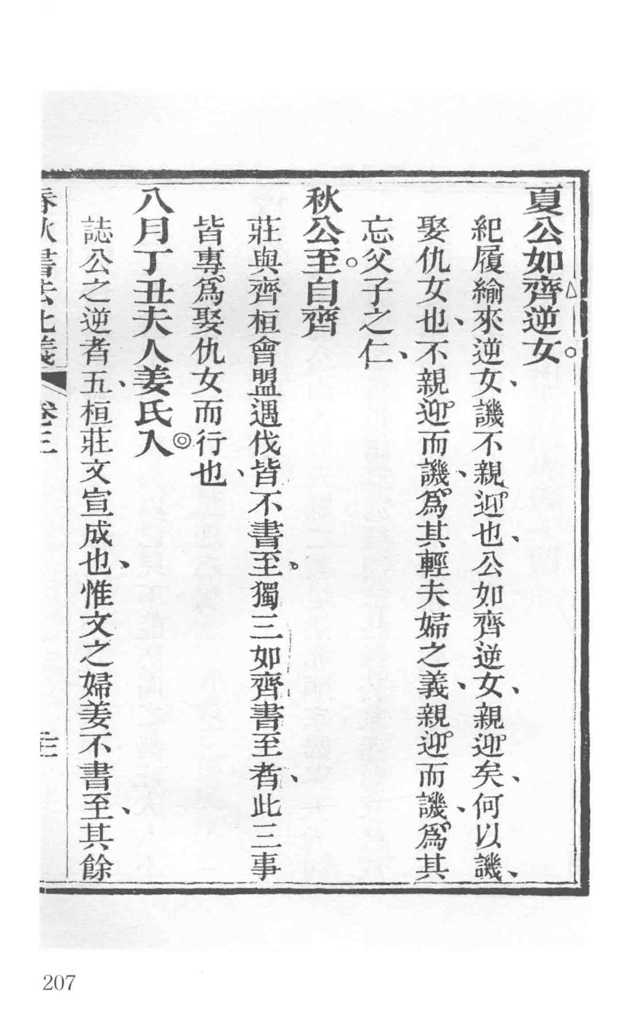 夏公如齊逆女。
紀履緰來逆女、譏不親迎也、公如齊逆女、親迎矣、何以譏、
娶仇女也、不親迎而譏、爲其輕夫婦之義、親迎而譏、爲其
忘父子之仁、
秋公至自齊。
莊與齊桓會盟遇伐皆不書至、獨三如齊書至者、此三事
皆專爲娶仇女而行也、
八月丁丑夫人姜氏入◎
誌公之逆者五、桓莊文宣成也、惟文之婦姜不書至、其餘
春秋書法比義 卷三
207